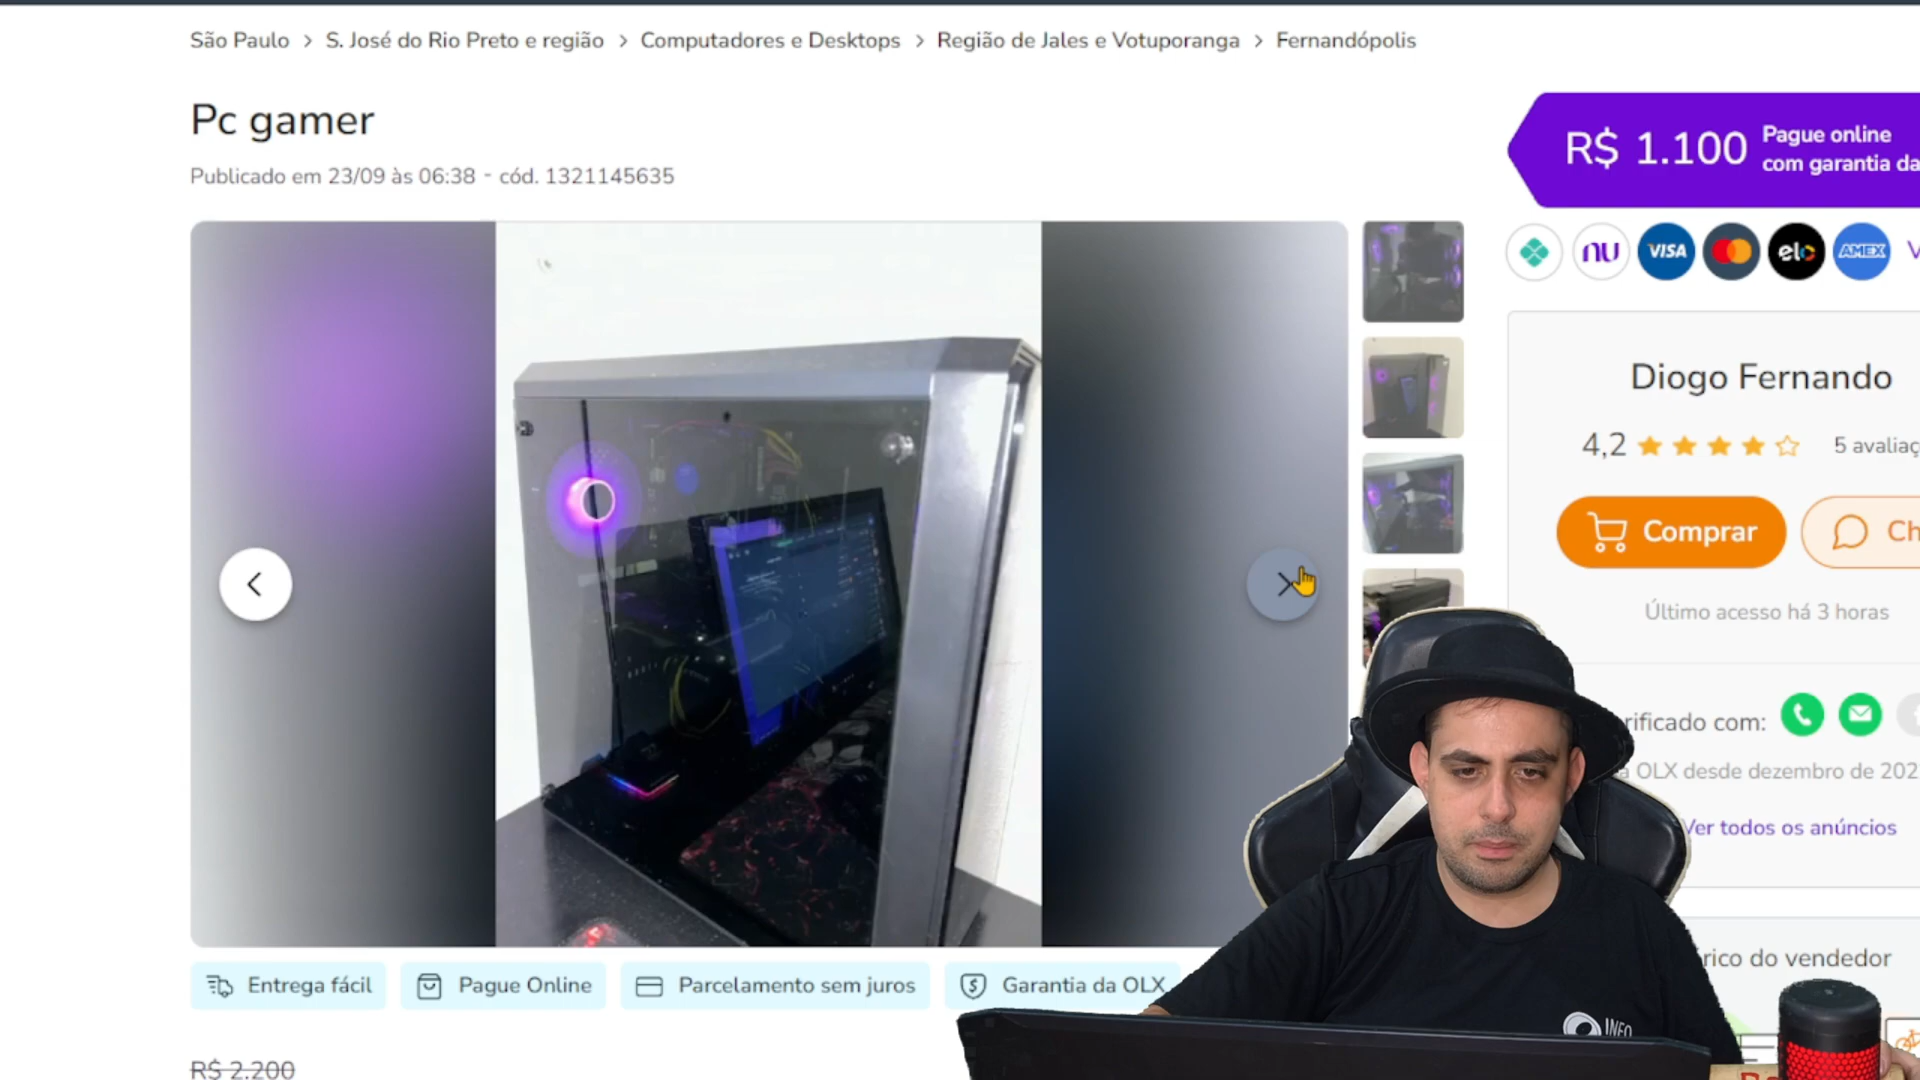 São Paulo > S. José do Rio Preto e região > Computadores e Desktops > Região de Jales e Votuporanga > Fernandópolis
Pc gamer
Publicado em 23/09 às 06:38 - cód. 1321145635
R$ 1.100
Pague online
com garantia da
nu VISA elo AMEX
Diogo Fernando
4,2 5 avaliaç
Comprar
Ch
Último acesso há 3 horas
rificado com:
a OLX desde dezembro de 202
Ver todos os anúncios
rico do vendedor
Entrega fácil
Pague Online
Parcelamento sem juros
Garantia da OLX
INFO
R$ 2.200